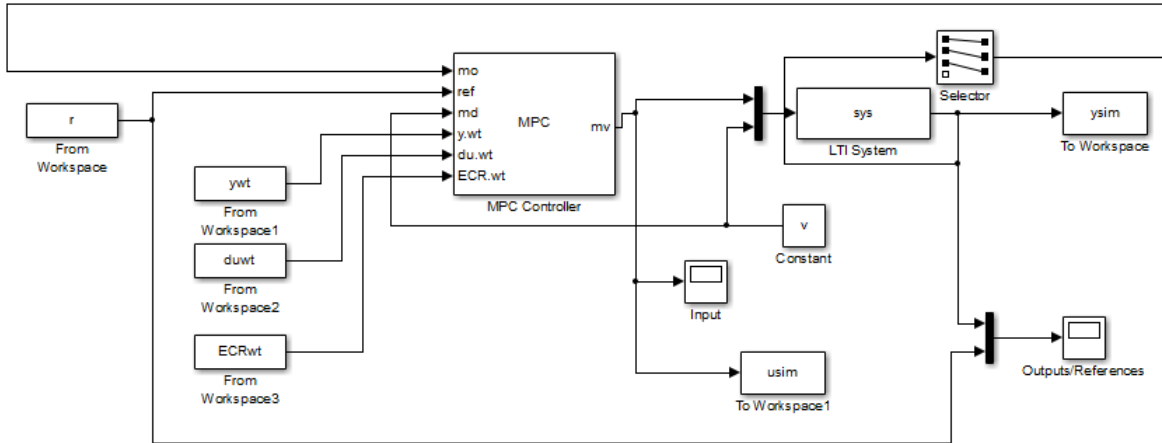 mo
ref
md
y.wt
du.wt
ECR.wt
MPC
mv
MPC Controller
r
From
Workspace
ywt
From
Workspace1
duwt
From
Workspace2
ECRwt
From
Workspace3
Selector
sys
LTI System
ysim
To Workspace
v
Constant
Input
usim
To Workspace1
Outputs/References